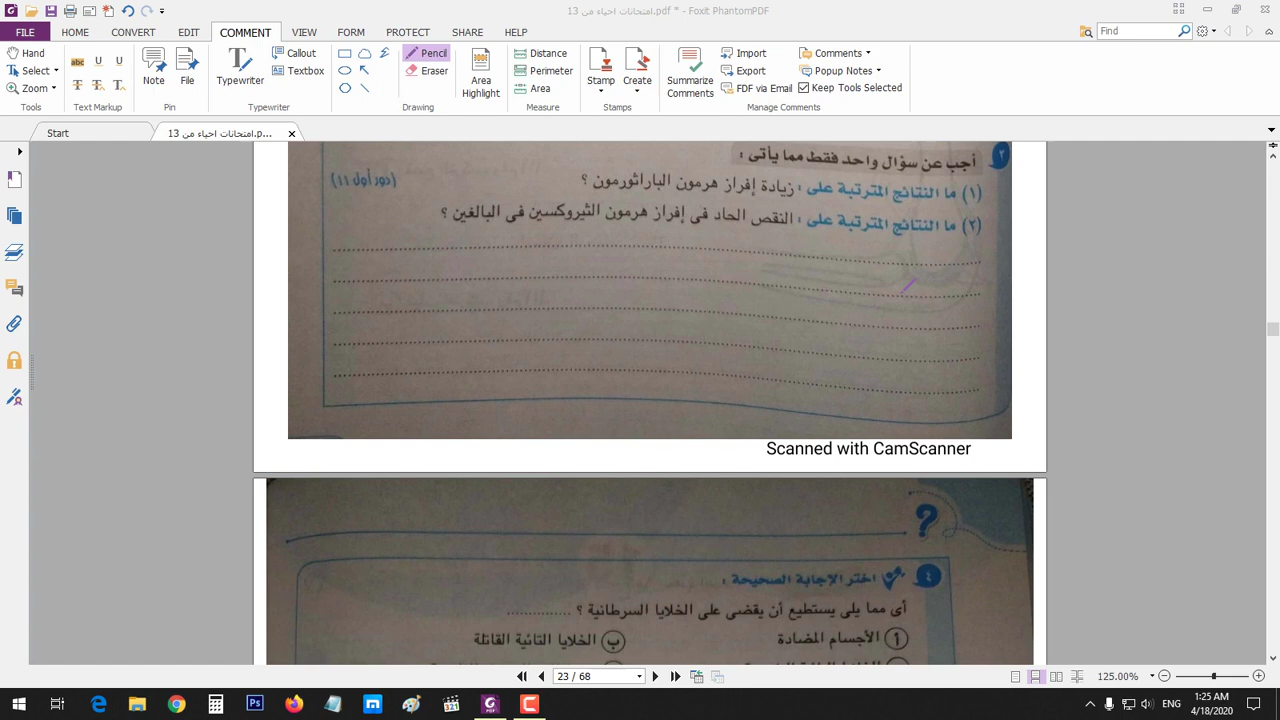 امتحانات احياء من 13.pdf * - Foxit PhantomPDF
FILE HOME CONVERT EDIT COMMENT VIEW FORM PROTECT SHARE HELP Find
Hand Select Zoom Tools
abc U U T T T Text Markup
Note File Pin
Typewriter Callout Textbox Typewriter
Pencil Eraser Drawing
Area Highlight
Distance Perimeter Area Measure
Stamp Create Stamps
Summarize Comments Import Export FDF via Email Comments Popup Notes Keep Tools Selected Manage Comments
Start امتحانات احياء من 13.p...
٣ أجب عن سؤال واحد فقط مما يأتى :
(١) ما النتائج المترتبة على : زيادة إفراز هرمون الباراثورمون ؟ (دور أول ١١)
(٢) ما النتائج المترتبة على : النقص الحاد فى إفراز هرمون الثيروكسين فى البالغين ؟
Scanned with CamScanner
?
٤ اختر الإجابة الصحيحة :
أى مما يلى يستطيع أن يقضى على الخلايا السرطانية ؟ ..............
أ الأجسام المضادة ب الخلايا التائية القاتلة
23 / 68 125.00%
ENG 1:25 AM
4/18/2020